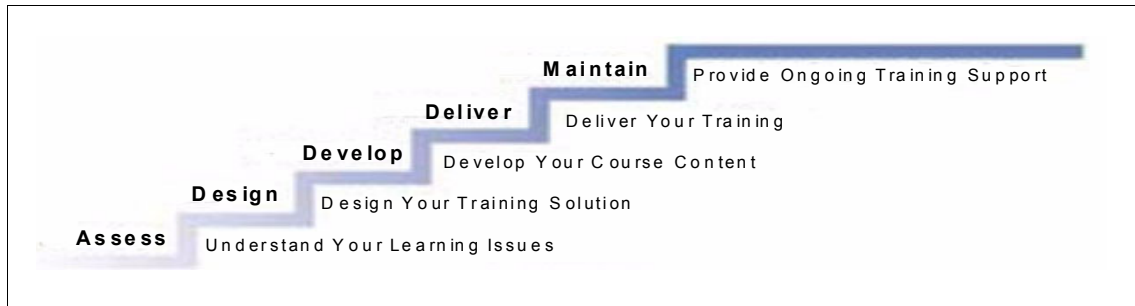 Maintain
Provide Ongoing Training Support
Deliver
Deliver Your Training
Develop
Develop Your Course Content
Design
Design Your Training Solution
Assess
Understand Your Learning Issues